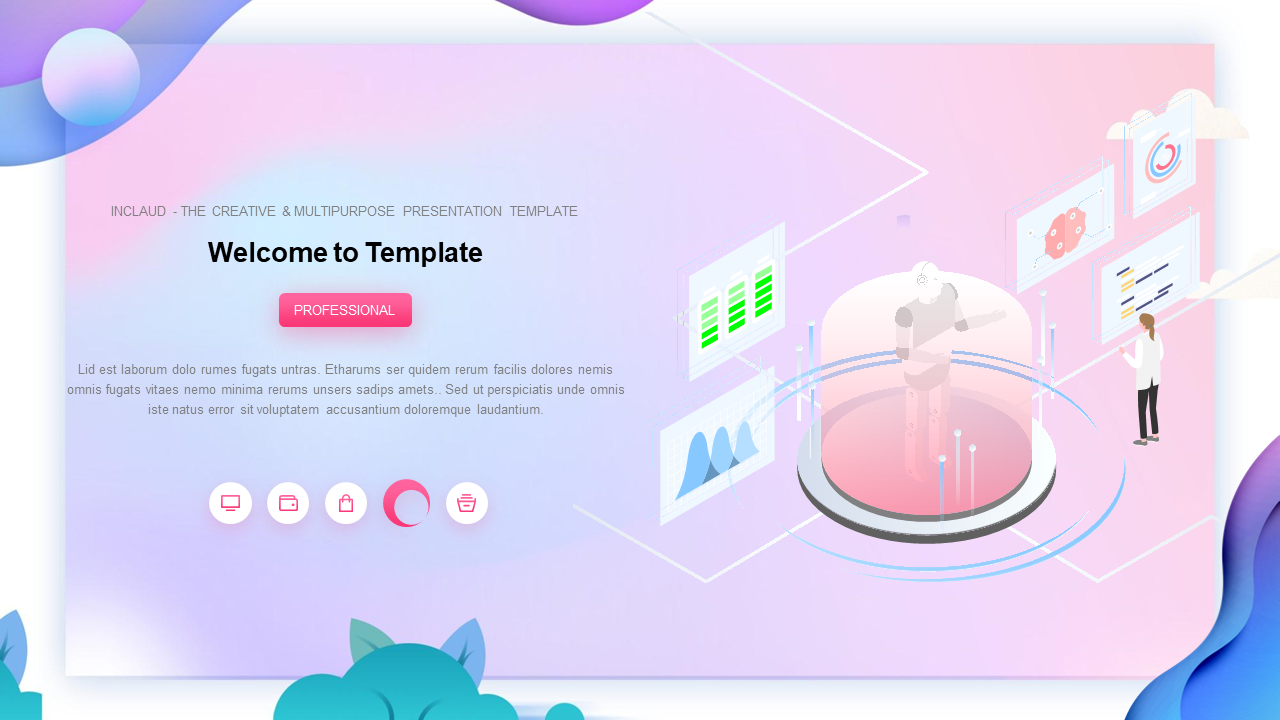 INCLAUD - THE CREATIVE & MULTIPURPOSE PRESENTATION TEMPLATE
Welcome to Template
PROFESSIONAL
Lid est laborum dolo rumes fugats untras. Etharums ser quidem rerum facilis dolores nemis
omnis fugats vitaes nemo minima rerums unsers sadips amets.. Sed ut perspiciatis unde omnis
iste natus error sit voluptatem accusantium doloremque laudantium.